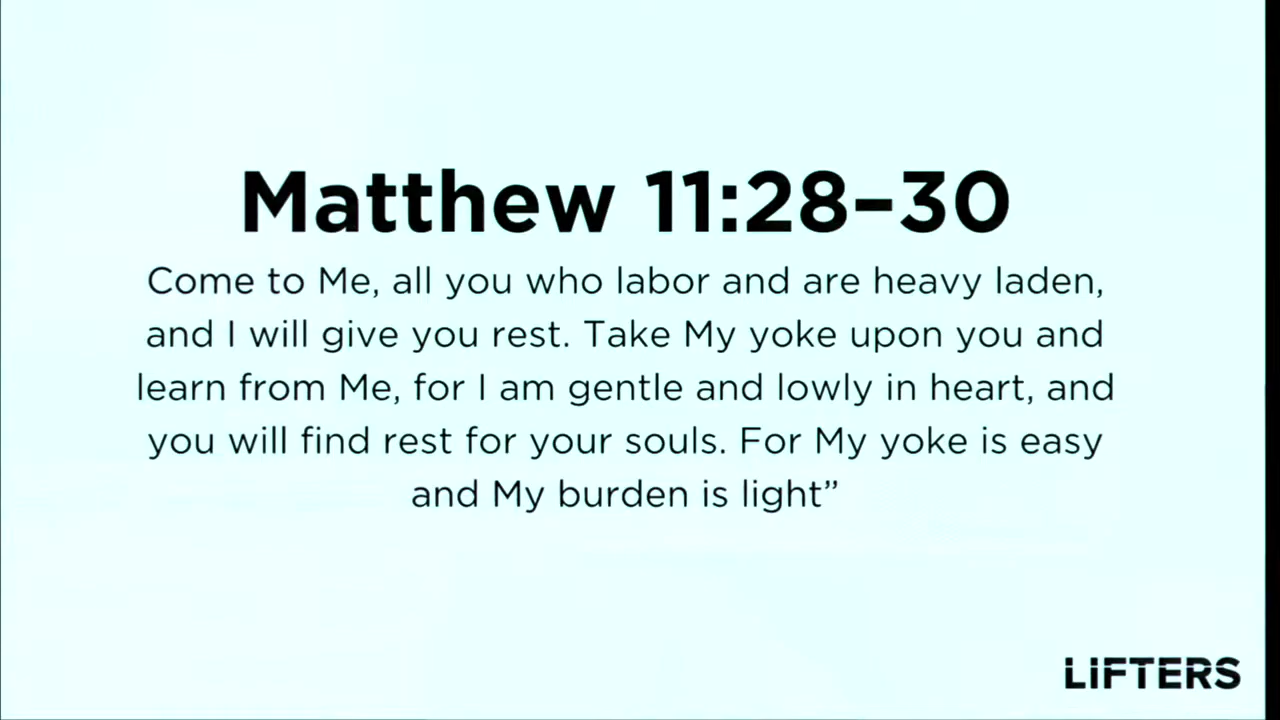 Matthew 11:28–30
Come to Me, all you who labor and are heavy laden,
and I will give you rest. Take My yoke upon you and
learn from Me, for I am gentle and lowly in heart, and
you will find rest for your souls. For My yoke is easy
and My burden is light”
LIFTERS